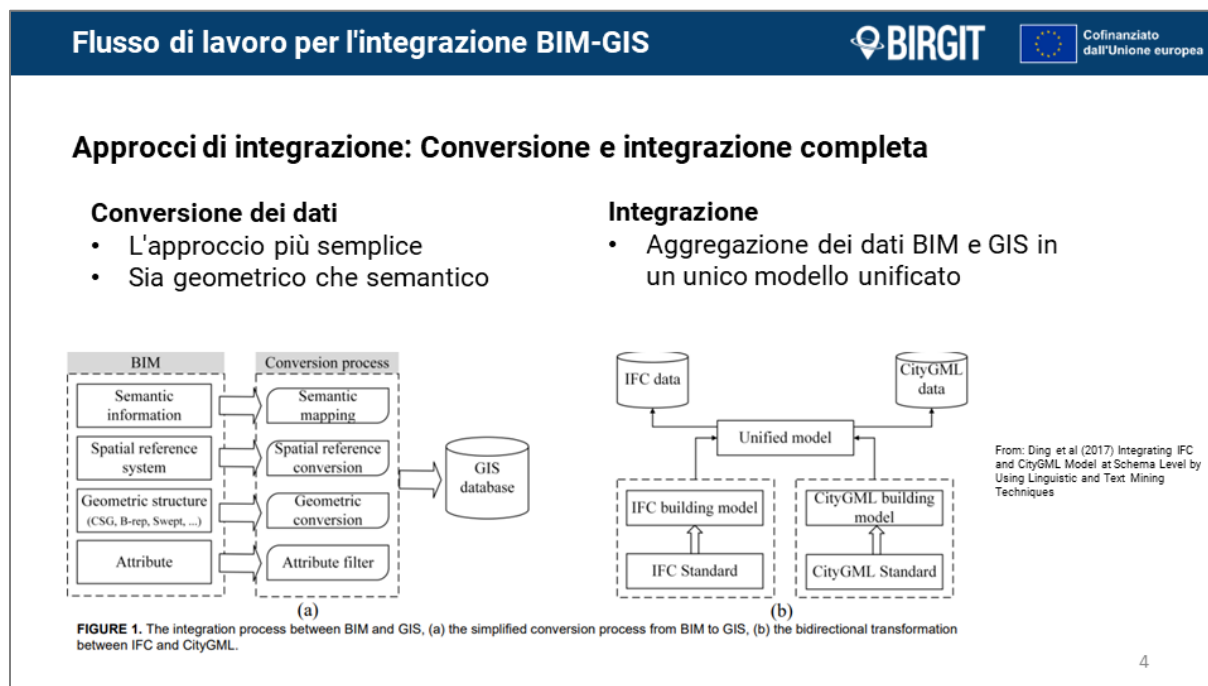 Flusso di lavoro per l'integrazione BIM-GIS
BIRGIT
Cofinanziato
dall'Unione europea
Approcci di integrazione: Conversione e integrazione completa
Conversione dei dati
• L'approccio più semplice
• Sia geometrico che semantico
Integrazione
• Aggregazione dei dati BIM e GIS in
un unico modello unificato
BIM
Conversion process
Semantic
information
Semantic
mapping
Spatial reference
system
Spatial reference
conversion
Geometric structure
(CSG, B-rep, Swept, ...)
Geometric
conversion
Attribute
Attribute filter
GIS
database
(a)
IFC data
CityGML
data
Unified model
IFC building model
CityGML building
model
IFC Standard
CityGML Standard
(b)
From: Ding et al (2017) Integrating IFC
and CityGML Model at Schema Level by
Using Linguistic and Text Mining
Techniques
FIGURE 1. The integration process between BIM and GIS, (a) the simplified conversion process from BIM to GIS, (b) the bidirectional transformation
between IFC and CityGML.
4